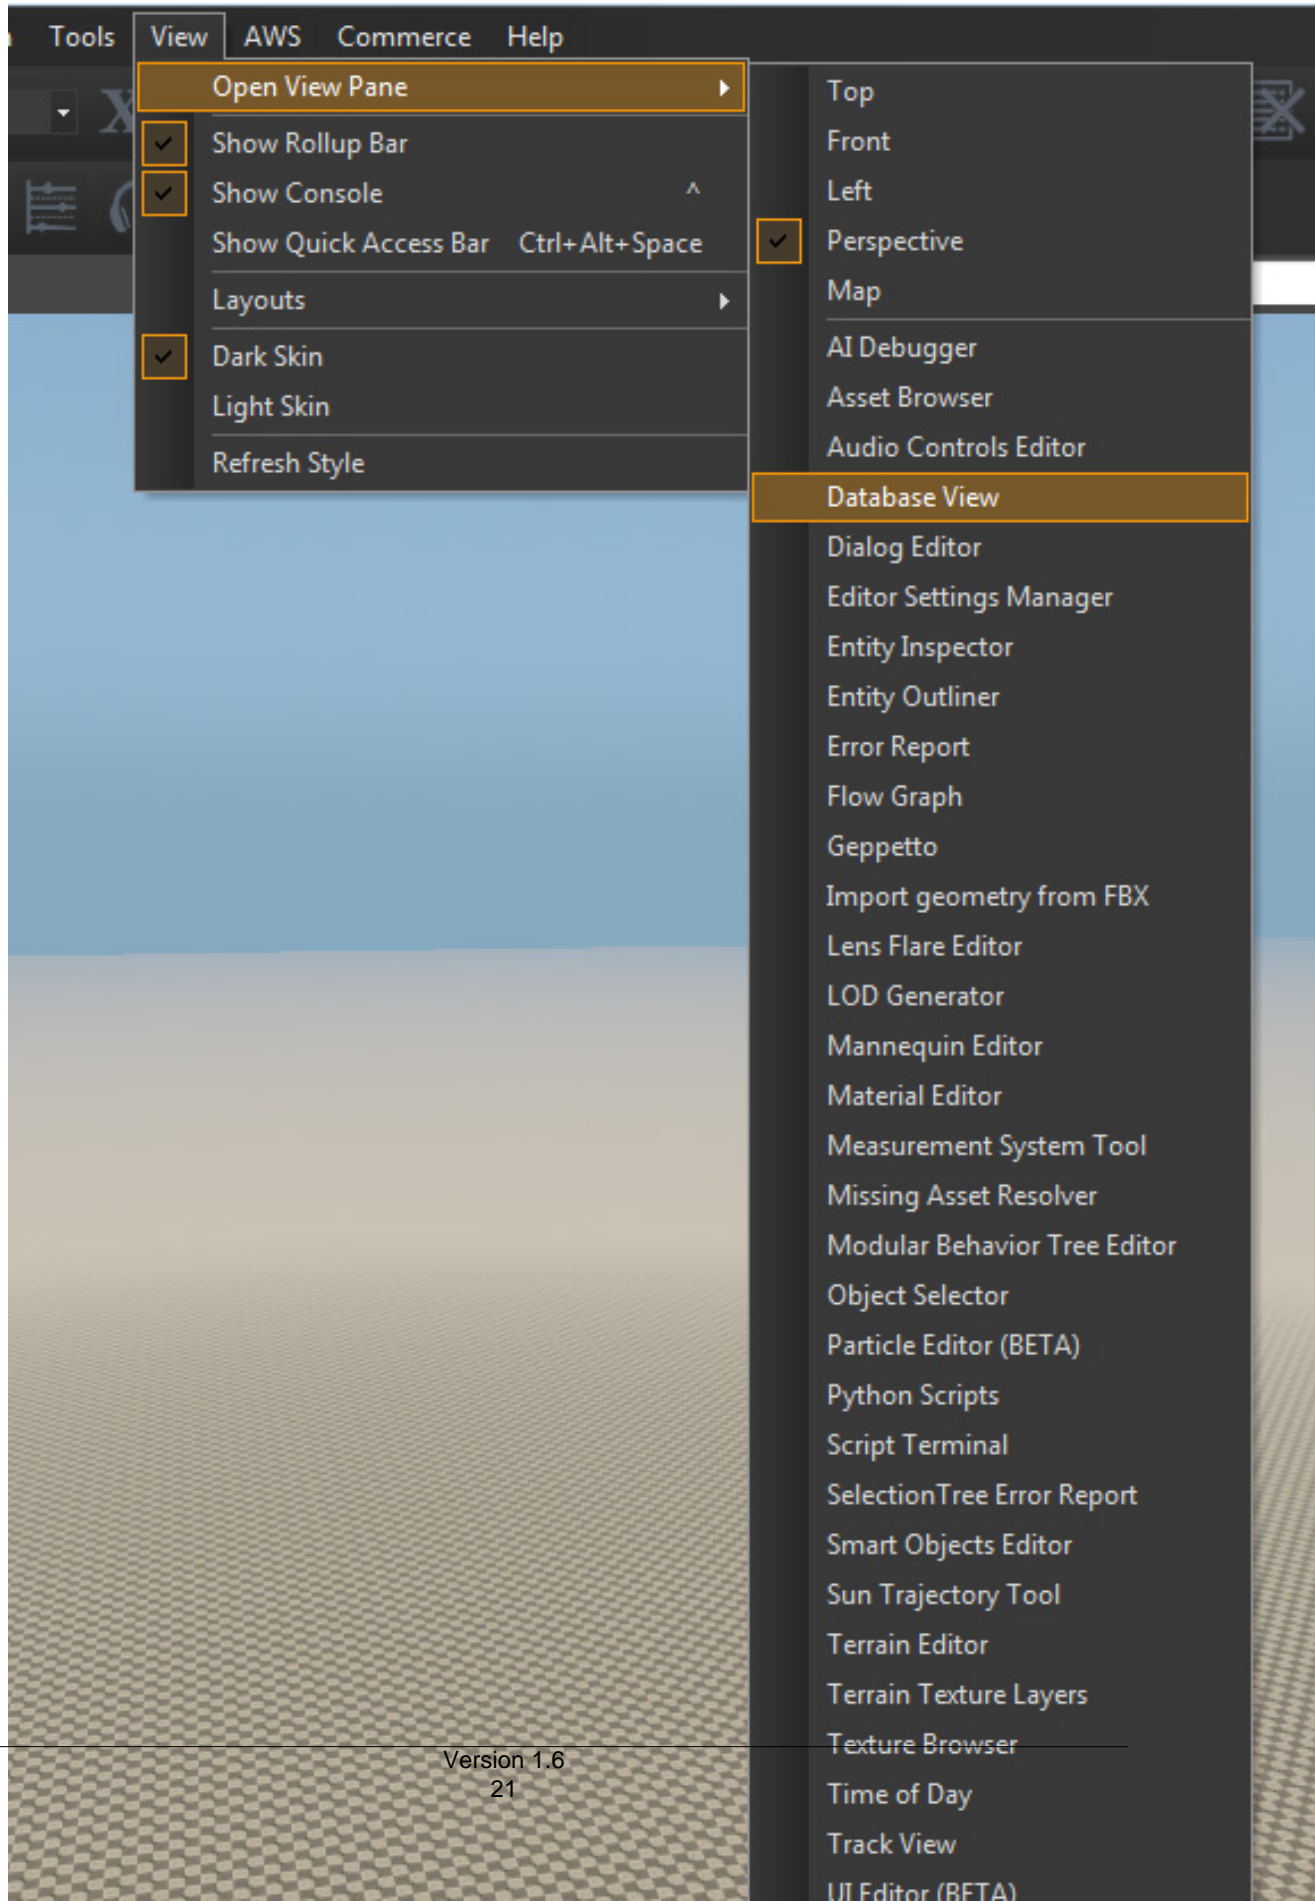 Tools View AWS Commerce Help
Open View Pane
Show Rollup Bar
Show Console ^
Show Quick Access Bar Ctrl+Alt+Space
Layouts
Dark Skin
Light Skin
Refresh Style
Top
Front
Left
Perspective
Map
AI Debugger
Asset Browser
Audio Controls Editor
Database View
Dialog Editor
Editor Settings Manager
Entity Inspector
Entity Outliner
Error Report
Flow Graph
Geppetto
Import geometry from FBX
Lens Flare Editor
LOD Generator
Mannequin Editor
Material Editor
Measurement System Tool
Missing Asset Resolver
Modular Behavior Tree Editor
Object Selector
Particle Editor (BETA)
Python Scripts
Script Terminal
SelectionTree Error Report
Smart Objects Editor
Sun Trajectory Tool
Terrain Editor
Terrain Texture Layers
Texture Browser
Time of Day
Track View
UI Editor (BETA)
Version 1.6
21